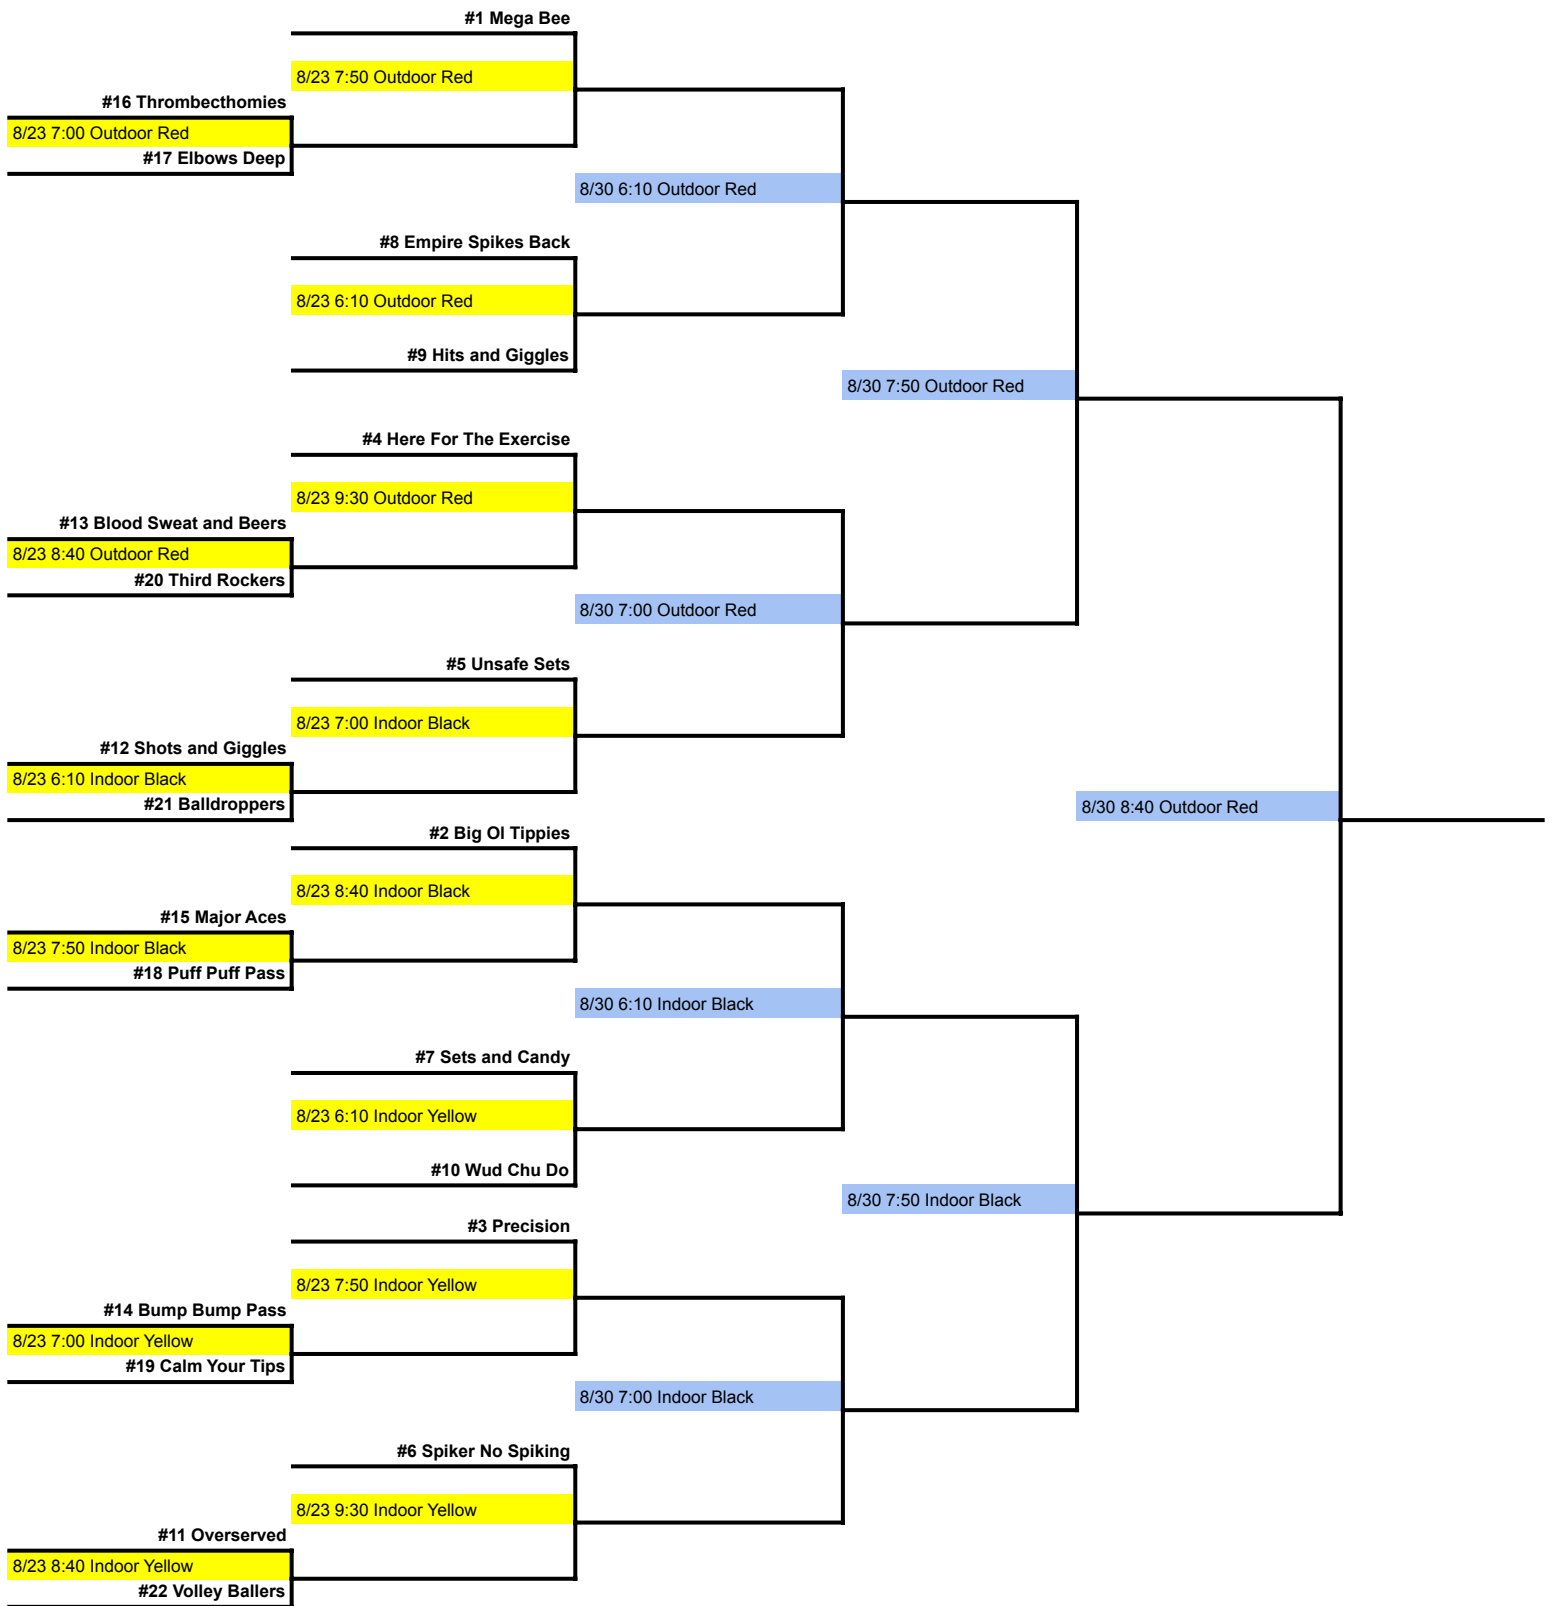 #1 Mega Bee
8/23 7:50 Outdoor Red
#16 Thrombecthomies
8/23 7:00 Outdoor Red
#17 Elbows Deep
8/30 6:10 Outdoor Red
#8 Empire Spikes Back
8/23 6:10 Outdoor Red
#9 Hits and Giggles
8/30 7:50 Outdoor Red
#4 Here For The Exercise
8/23 9:30 Outdoor Red
#13 Blood Sweat and Beers
8/23 8:40 Outdoor Red
#20 Third Rockers
8/30 7:00 Outdoor Red
#5 Unsafe Sets
8/23 7:00 Indoor Black
#12 Shots and Giggles
8/23 6:10 Indoor Black
#21 Balldroppers
8/30 8:40 Outdoor Red
#2 Big Ol Tippies
8/23 8:40 Indoor Black
#15 Major Aces
8/23 7:50 Indoor Black
#18 Puff Puff Pass
8/30 6:10 Indoor Black
#7 Sets and Candy
8/23 6:10 Indoor Yellow
#10 Wud Chu Do
8/30 7:50 Indoor Black
#3 Precision
8/23 7:50 Indoor Yellow
#14 Bump Bump Pass
8/23 7:00 Indoor Yellow
#19 Calm Your Tips
8/30 7:00 Indoor Black
#6 Spiker No Spiking
8/23 9:30 Indoor Yellow
#11 Overserved
8/23 8:40 Indoor Yellow
#22 Volley Ballers